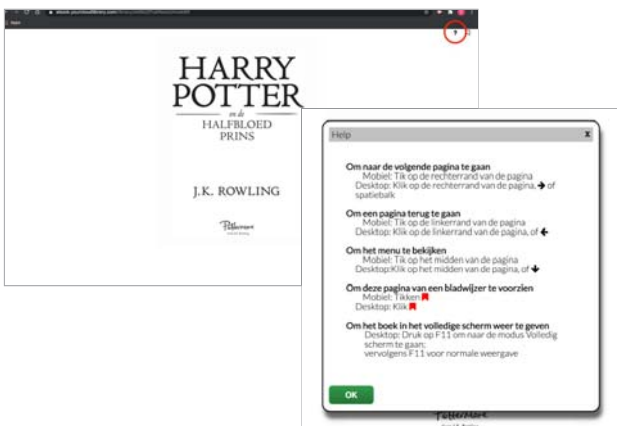 ?
HARRY
POTTER
en de
HALFBLOED
PRINS
J.K. ROWLING
Help
x
Om naar de volgende pagina te gaan
Mobiel: Tik op de rechterrand van de pagina
Desktop: Klik op de rechterrand van de pagina, → of
spatiebalk
Om een pagina terug te gaan
Mobiel: Tik op de linkerrand van de pagina
Desktop: Klik op de linkerrand van de pagina, of ←
Om het menu te bekijken
Mobiel: Tik op het midden van de pagina
Desktop:Klik op het midden van de pagina, of ↓
Om deze pagina van een bladwijzer te voorzien
Mobiel: Tikken
Desktop: Klik
Om het boek in het volledige scherm weer te geven
Desktop: Druk op F11 om naar de modus Volledig
scherm te gaan;
vervolgens F11 voor normale weergave
OK
Pottermore